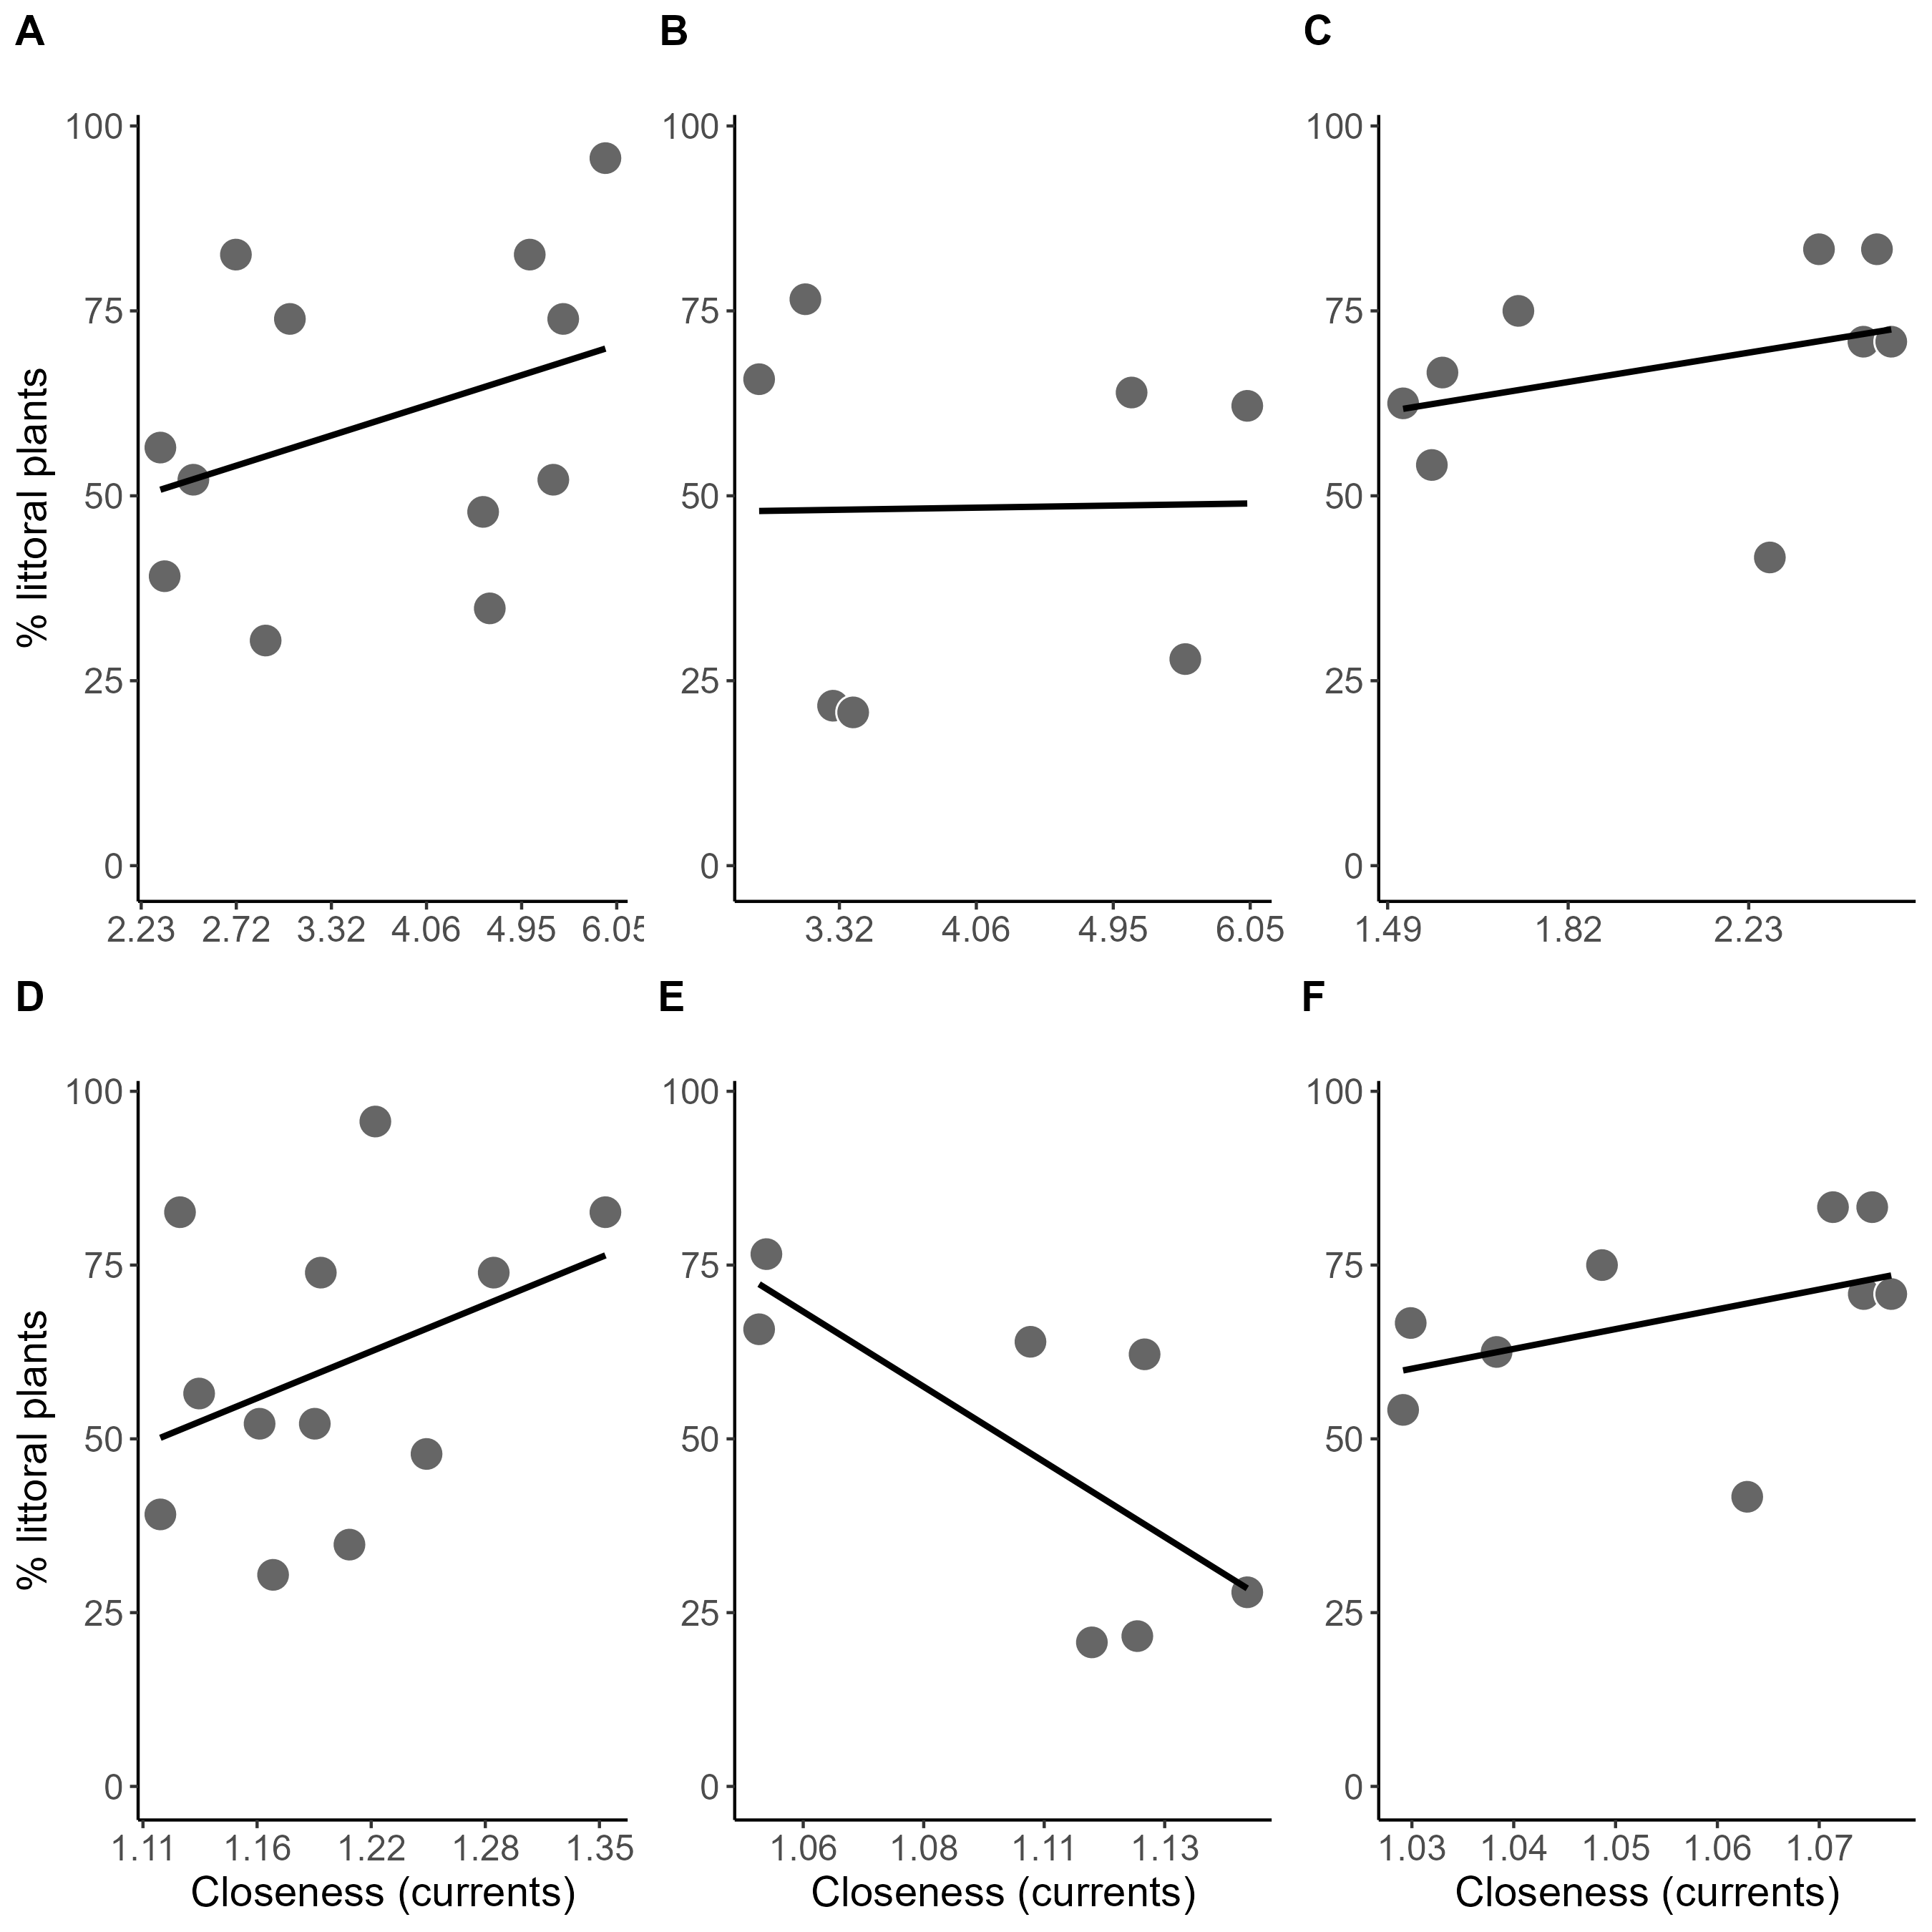 A B C
100 100 100
75 75 75
50 50 50
25 25 25
0 0 0
% littoral plants
2.23 2.72 3.32 4.06 4.95 6.05
3.32 4.06 4.95 6.05
1.49 1.82 2.23
D E F
100 100 100
75 75 75
50 50 50
25 25 25
0 0 0
% littoral plants
1.11 1.16 1.22 1.28 1.35
1.06 1.08 1.11 1.13
1.03 1.04 1.05 1.06 1.07
Closeness (currents) Closeness (currents) Closeness (currents)